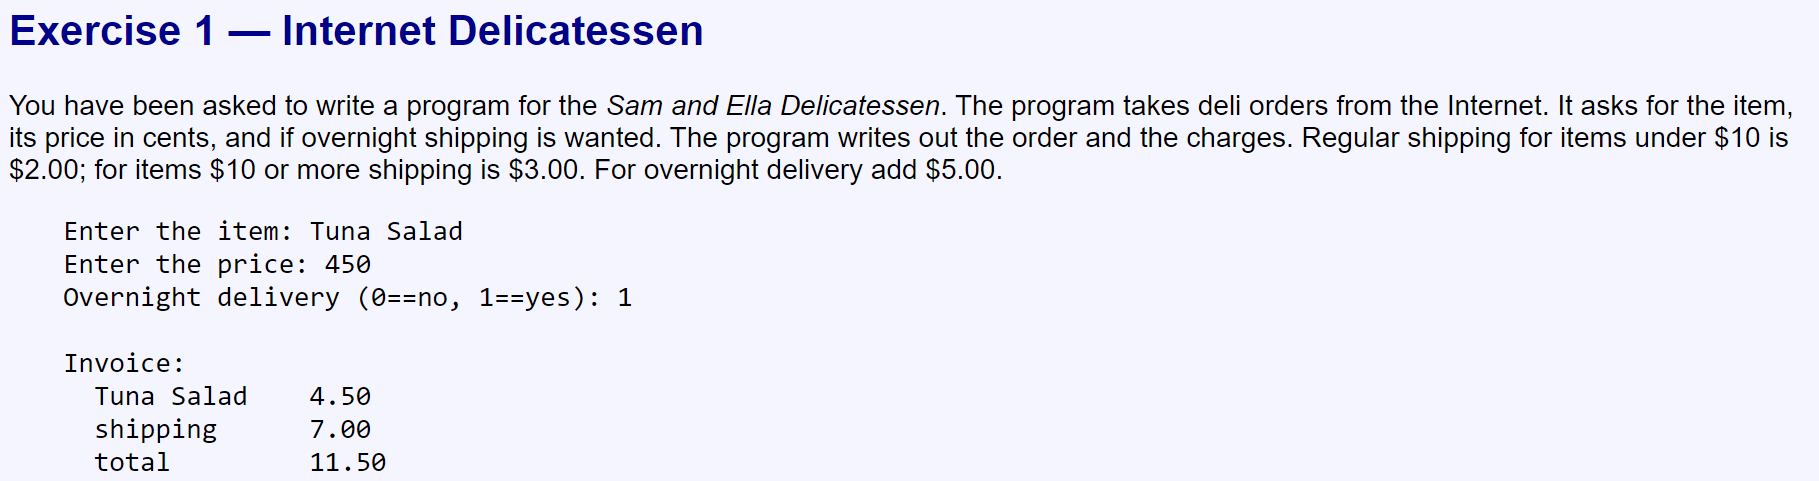 Exercise 1 — Internet Delicatessen
You have been asked to write a program for the Sam and Ella Delicatessen. The program takes deli orders from the Internet. It asks for the item,
its price in cents, and if overnight shipping is wanted. The program writes out the order and the charges. Regular shipping for items under $10 is
$2.00; for items $10 or more shipping is $3.00. For overnight delivery add $5.00.
Enter the item: Tuna Salad
Enter the price: 450
Overnight delivery (0==no, 1==yes): 1
Invoice:
Tuna Salad    4.50
shipping      7.00
total         11.50